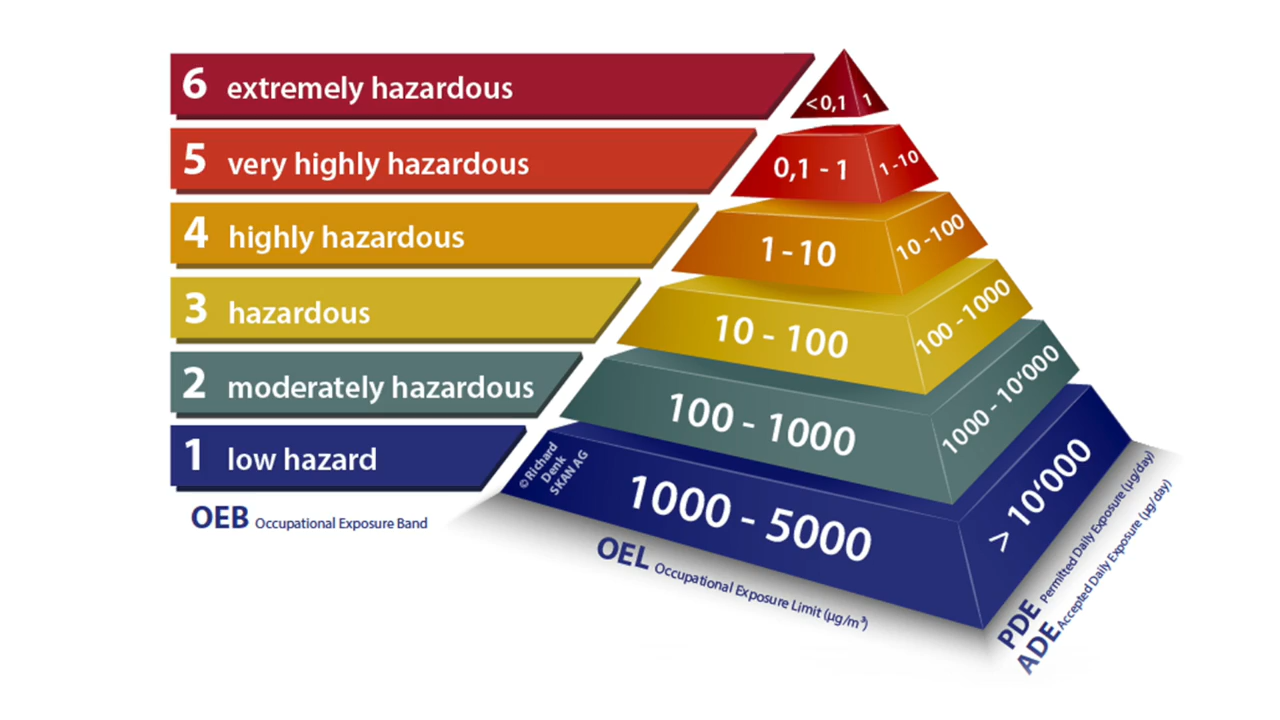 6 extremely hazardous
<0,1 1
5 very highly hazardous
0,1 - 1 1 - 10
4 highly hazardous
1 - 10 10 - 100
3 hazardous
10 - 100 100 - 1000
2 moderately hazardous
100 - 1000 1000 - 10‘000
1 low hazard
©Richard
Denk
SKAN AG
1000 - 5000 > 10‘000
OEB Occupational Exposure Band
OEL Occupational Exposure Limit (µg/m³)
PDE Permitted Daily Exposure (µg/day)
ADE Accepted Daily Exposure (µg/day)